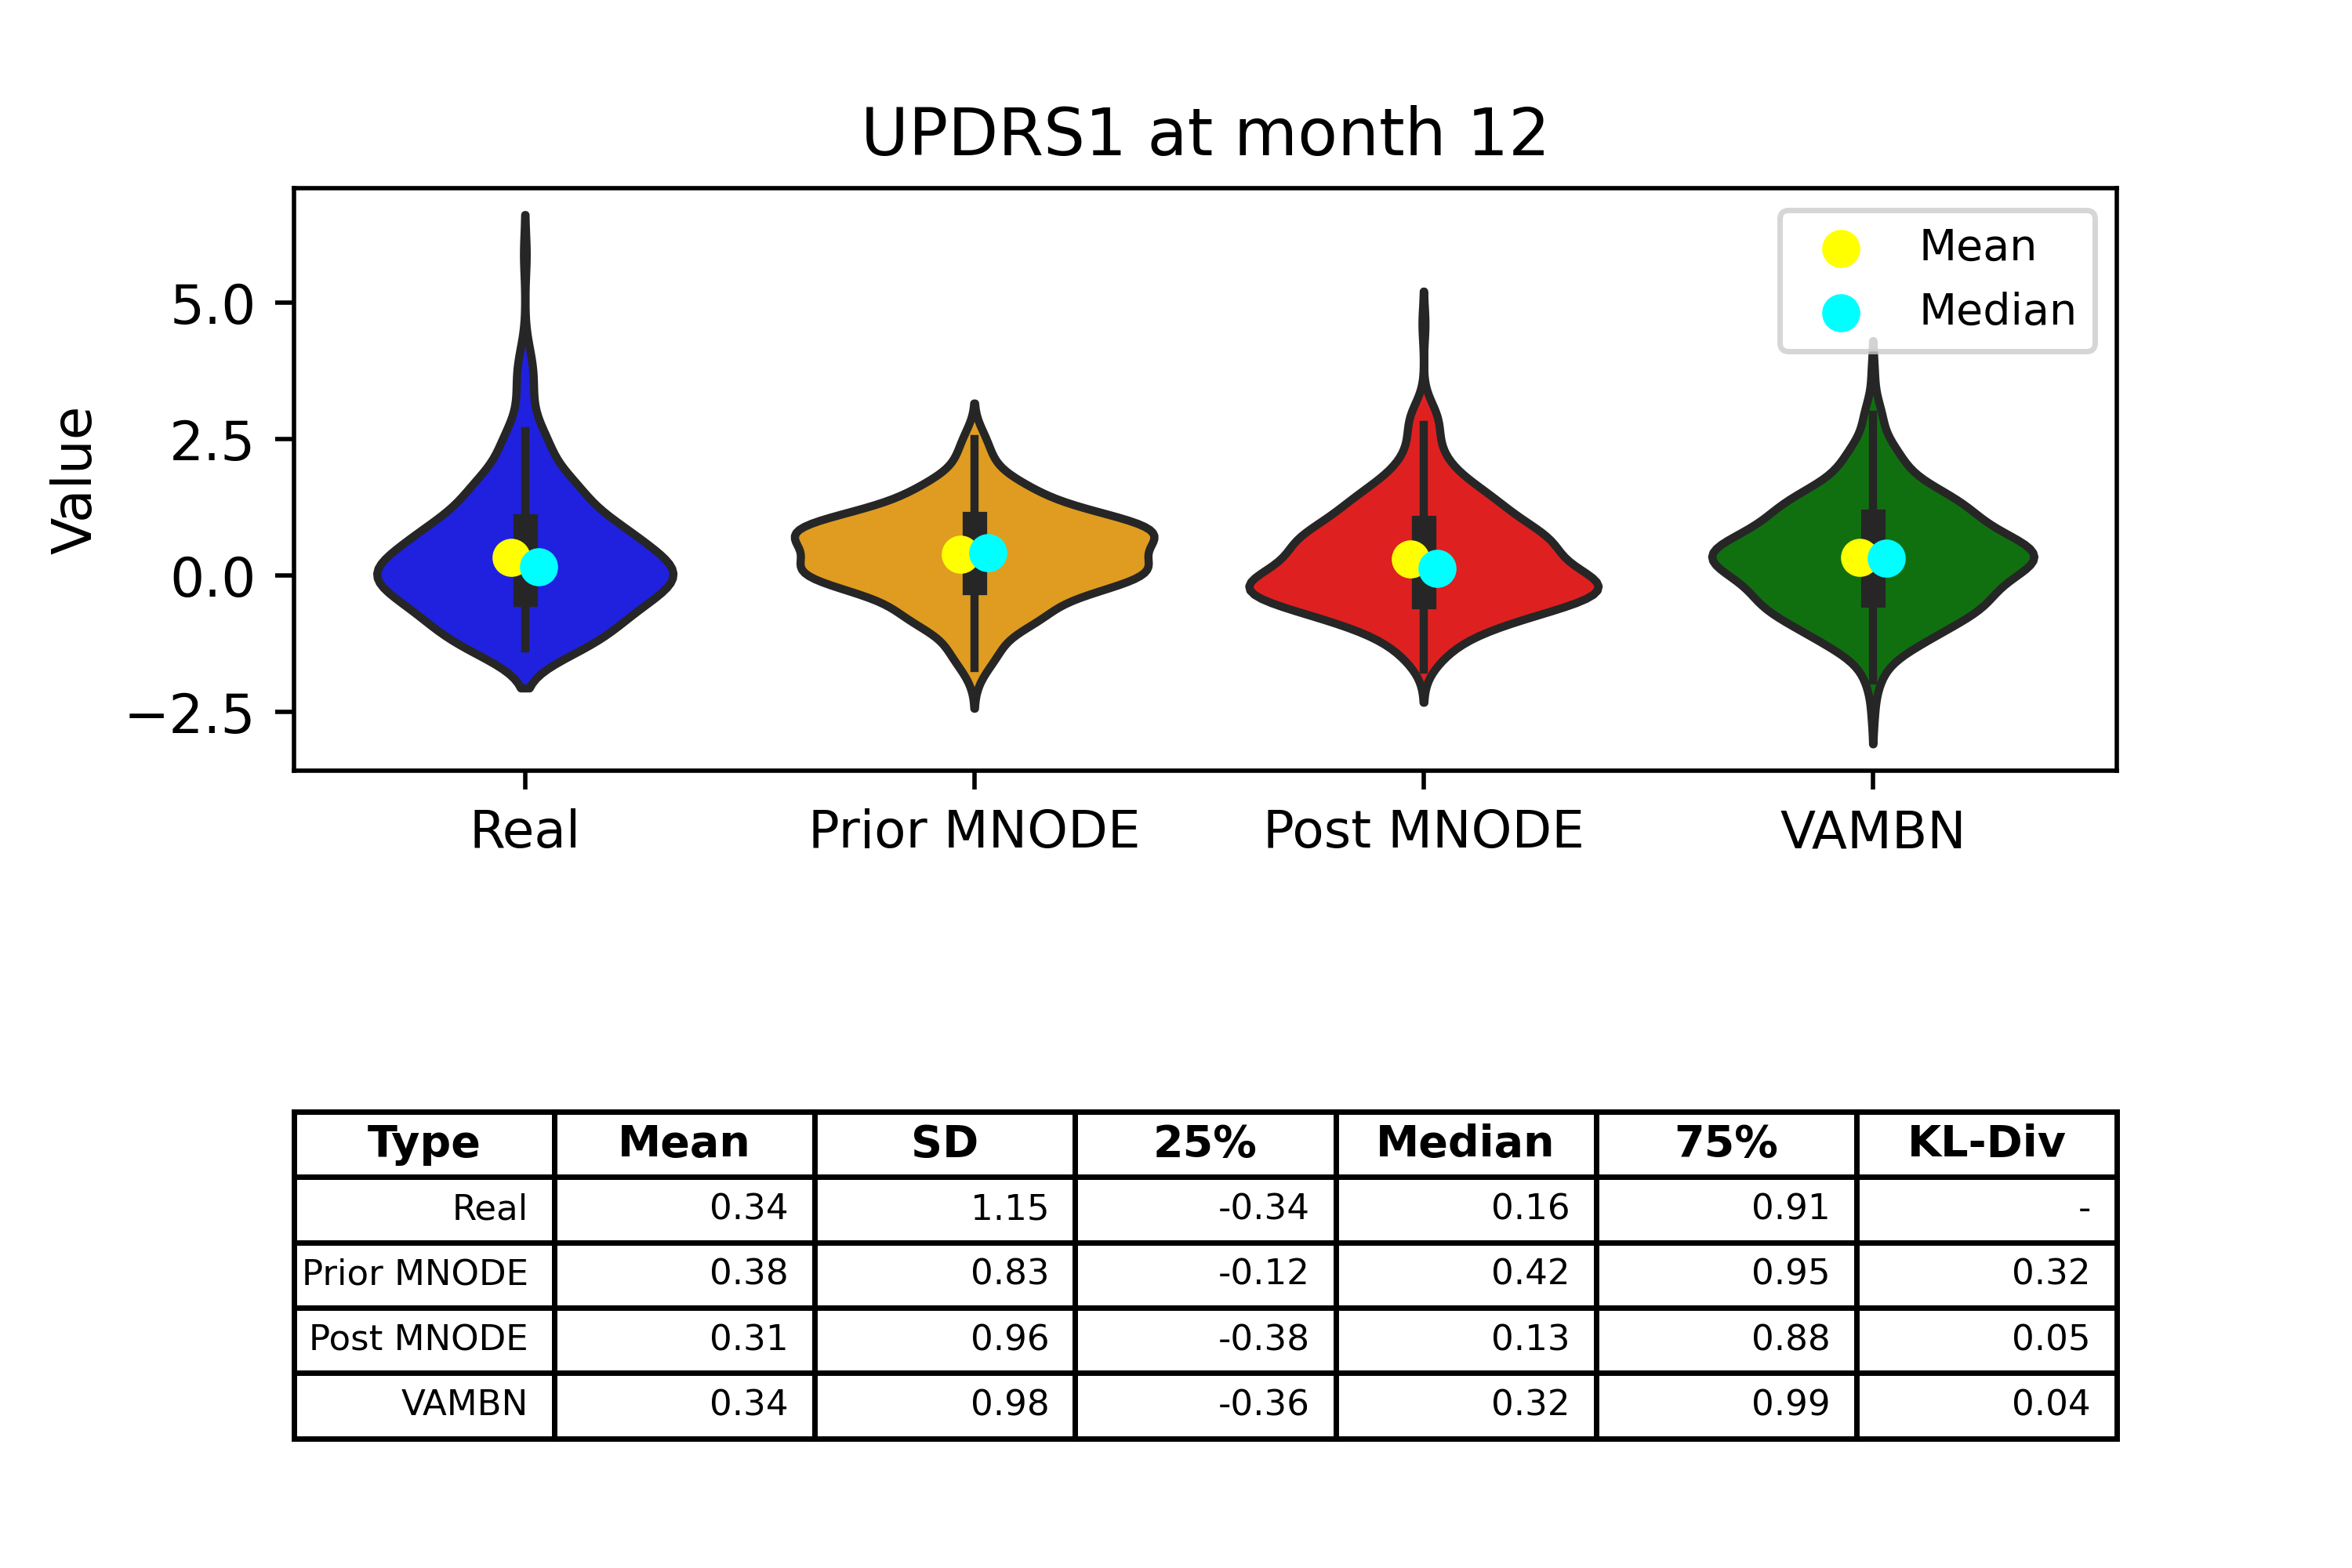 UPDRS1 at month 12
Mean
Median
Value
5.0
2.5
0.0
−2.5
Real Prior MNODE Post MNODE VAMBN
Type Mean SD 25% Median 75% KL-Div
Real 0.34 1.15 -0.34 0.16 0.91 -
Prior MNODE 0.38 0.83 -0.12 0.42 0.95 0.32
Post MNODE 0.31 0.96 -0.38 0.13 0.88 0.05
VAMBN 0.34 0.98 -0.36 0.32 0.99 0.04